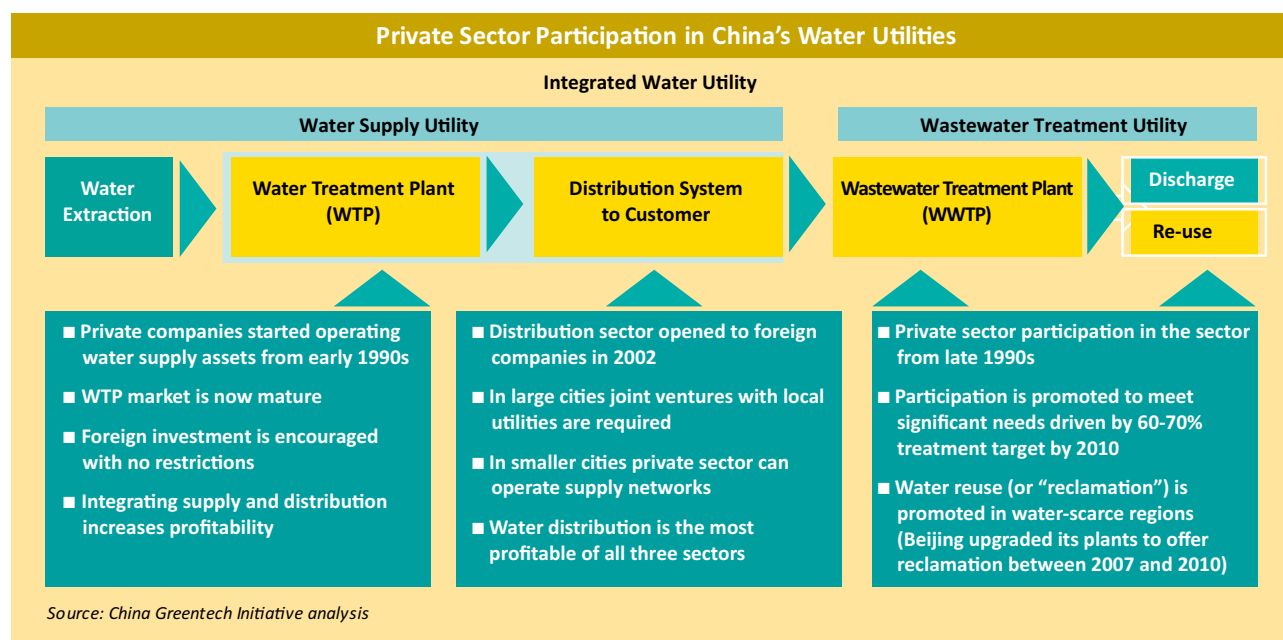 Private Sector Participation in China’s Water Utilities
Integrated Water Utility
Water Supply Utility
Wastewater Treatment Utility
Water
Extraction
Water Treatment Plant
(WTP)
Distribution System
to Customer
Wastewater Treatment Plant
(WWTP)
Discharge
Re-use
■ Private companies started operating
water supply assets from early 1990s
■ WTP market is now mature
■ Foreign investment is encouraged
with no restrictions
■ Integrating supply and distribution
increases profitability
■ Distribution sector opened to foreign
companies in 2002
■ In large cities joint ventures with local
utilities are required
■ In smaller cities private sector can
operate supply networks
■ Water distribution is the most
profitable of all three sectors
■ Private sector participation in the sector
from late 1990s
■ Participation is promoted to meet
significant needs driven by 60-70%
treatment target by 2010
■ Water reuse (or “reclamation”) is
promoted in water-scarce regions
(Beijing upgraded its plants to offer
reclamation between 2007 and 2010)
Source: China Greentech Initiative analysis